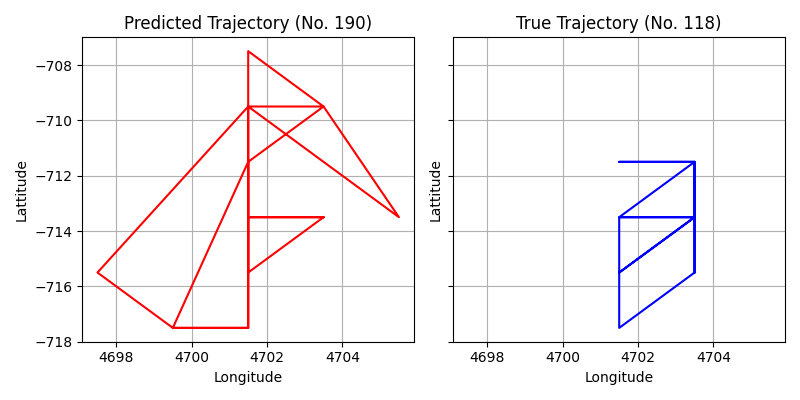 Predicted Trajectory (No. 190)
True Trajectory (No. 118)
Lattitude
−708
−710
−712
−714
−716
−718
4698 4700 4702 4704
Longitude
Lattitude
4698 4700 4702 4704
Longitude